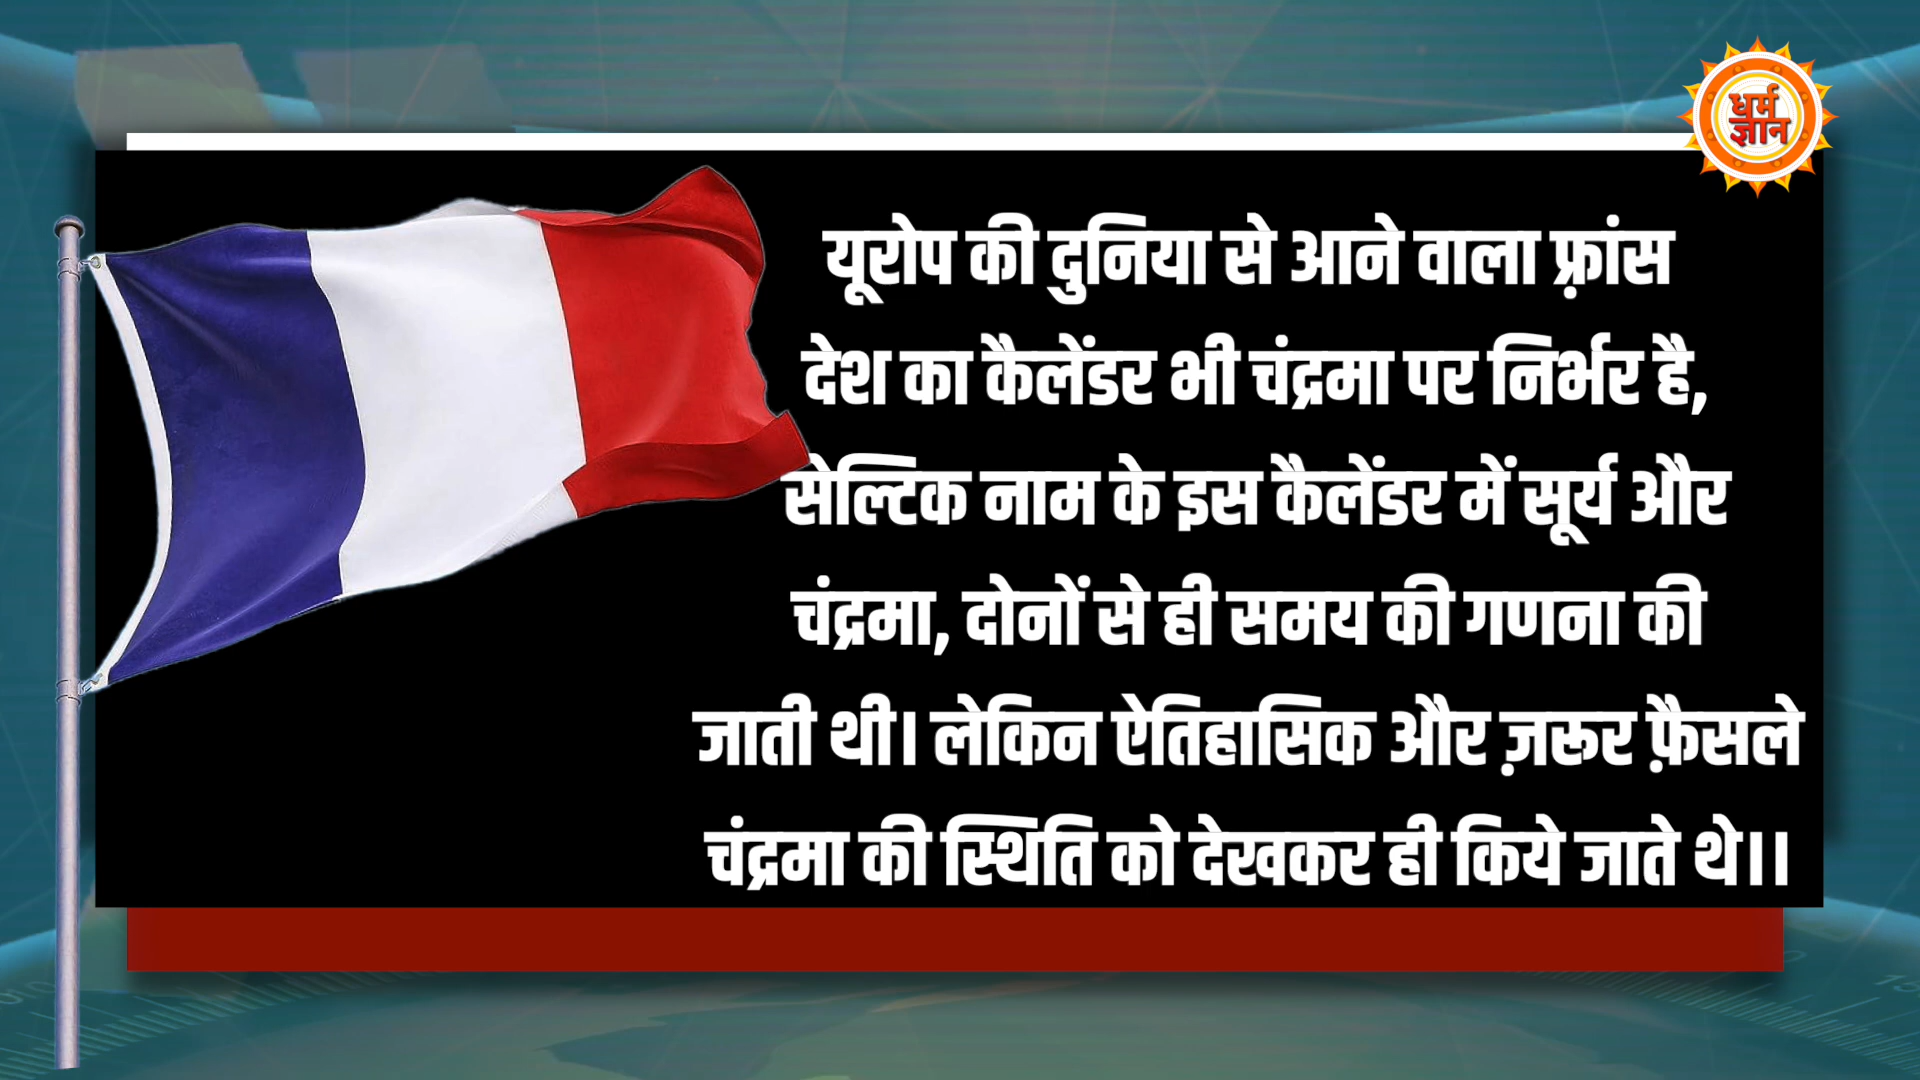 धर्म
ज्ञान
यूरोप की दुनिया से आने वाला फ़्रांस
देश का कैलेंडर भी चंद्रमा पर निर्भर है,
सेल्टिक नाम के इस कैलेंडर में सूर्य और
चंद्रमा, दोनों से ही समय की गणना की
जाती थी। लेकिन ऐतिहासिक और ज़रूर फ़ैसले
चंद्रमा की स्थिति को देखकर ही किये जाते थे।।